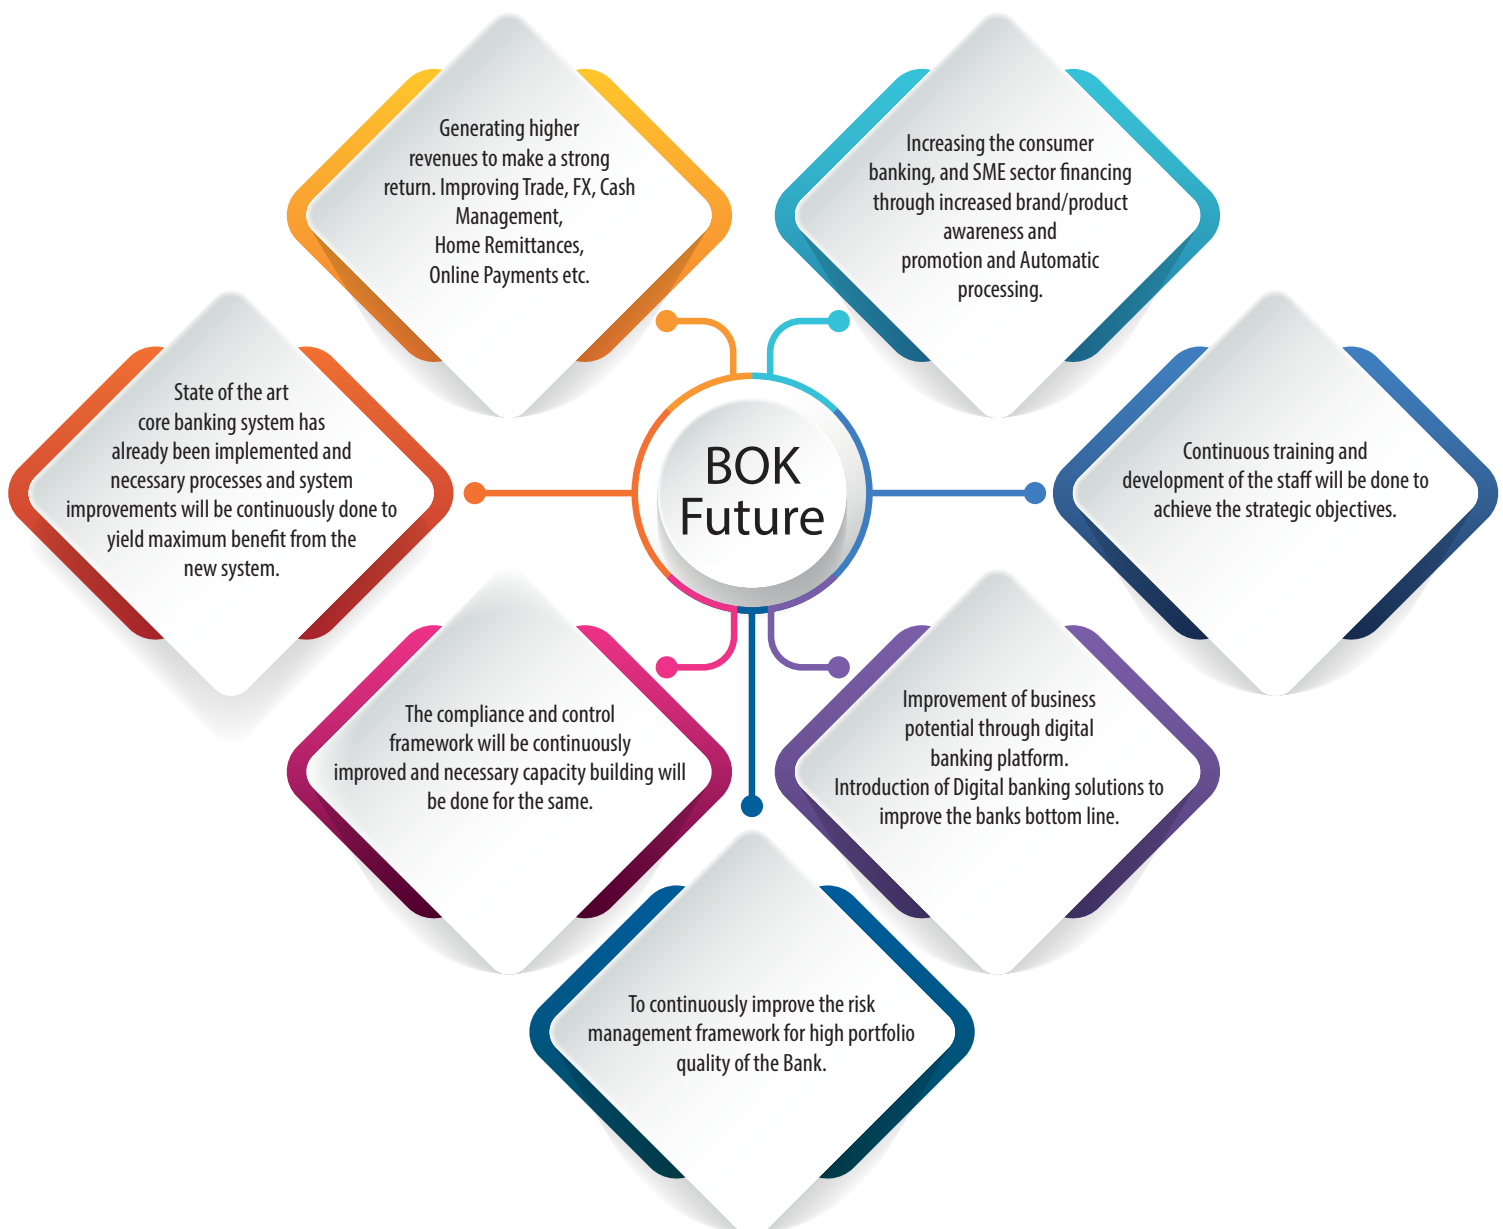 Generating higher
revenues to make a strong
return. Improving Trade, FX, Cash
Management,
Home Remittances,
Online Payments etc.
Increasing the consumer
banking, and SME sector financing
through increased brand/product
awareness and
promotion and Automatic
processing.
State of the art
core banking system has
already been implemented and
necessary processes and system
improvements will be continuously done to
yield maximum benefit from the
new system.
BOK
Future
Continuous training and
development of the staff will be done to
achieve the strategic objectives.
The compliance and control
framework will be continuously
improved and necessary capacity building will
be done for the same.
Improvement of business
potential through digital
banking platform.
Introduction of Digital banking solutions to
improve the banks bottom line.
To continuously improve the risk
management framework for high portfolio
quality of the Bank.